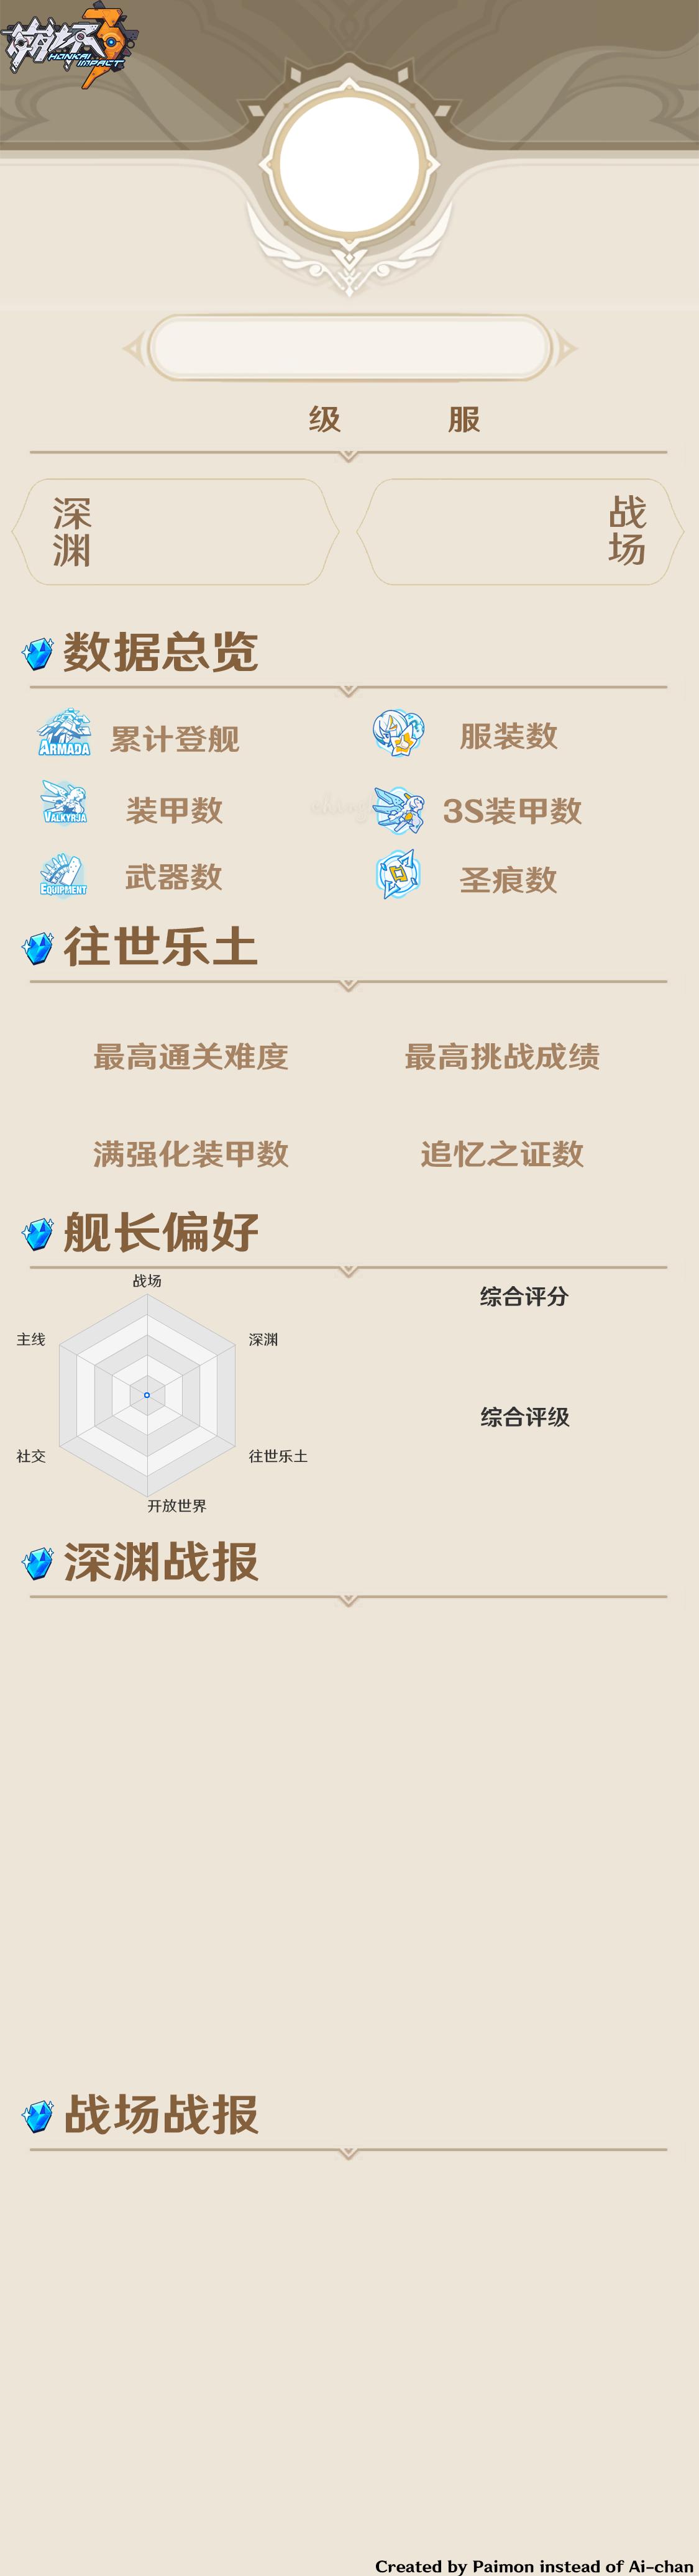 崩坏3
HONKAI
IMPACT
级 服
深渊
战场
数据总览
ARMADA 累计登舰 服装数
VALKYRJA 装甲数 3S装甲数
EQUIPMENT 武器数 圣痕数
往世乐土
最高通关难度 最高挑战成绩
满强化装甲数 追忆之证数
舰长偏好
战场
综合评分
主线 深渊
综合评级
社交 往世乐土
开放世界
深渊战报
战场战报
Created by Paimon instead of Ai-chan